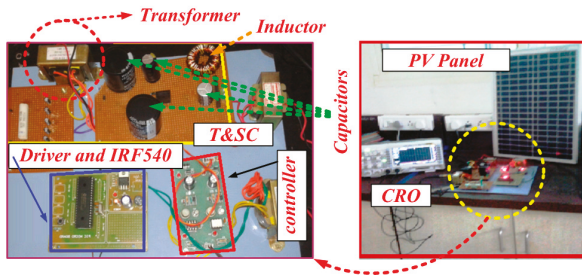 Transformer
Inductor
Capacitors
T&SC
Driver and IRF540
controller
PV Panel
CRO